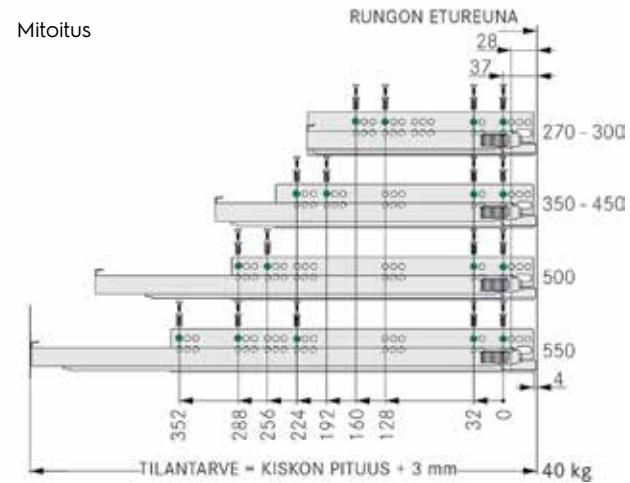 Mitoitus
RUNGON ETUREUNA
28
37
270 - 300
350 - 450
500
550
4
352
288
256
224
192
160
128
32
0
TILANTARVE = KISKON PITUUS + 3 mm
40 kg